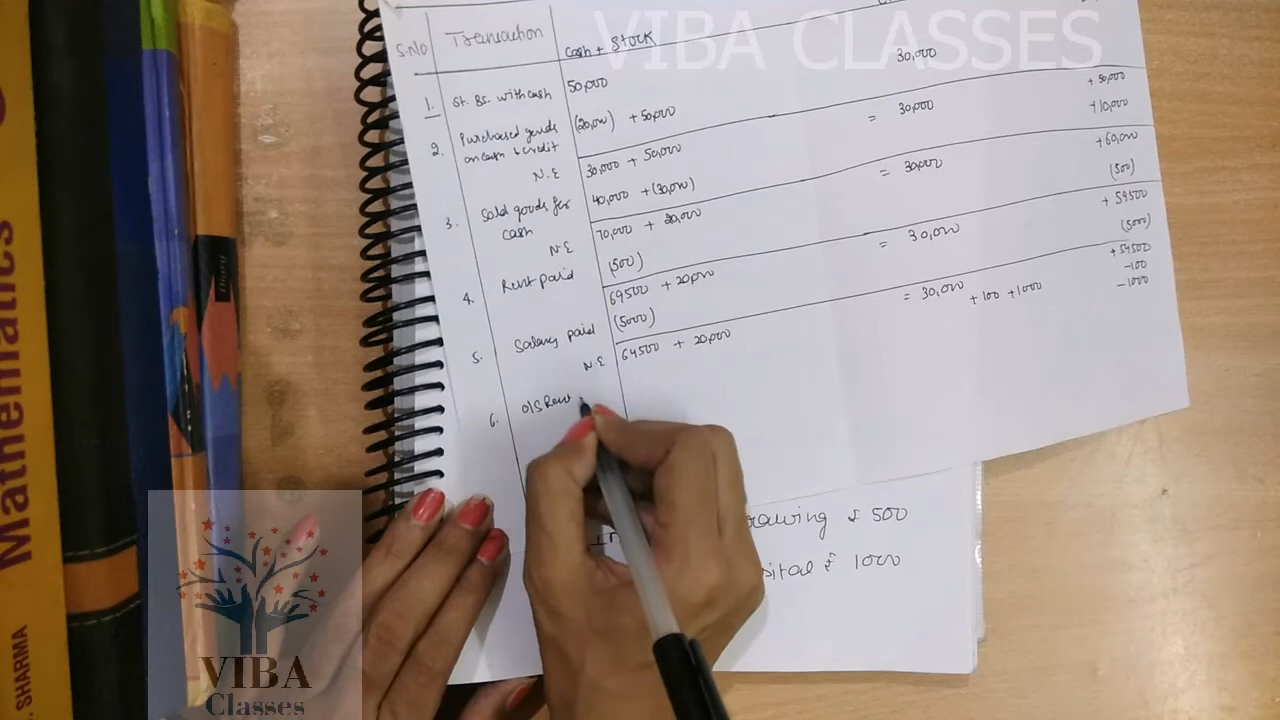 VIBA CLASSES
S.No Transaction Cash + Stock
30,000
1. St. Bs. with cash 50,000
+ 50,000
2. Purchased goods (20,000) + 50,000 = 30,000 + 10,000
on cash & credit
N.E 30,000 + 50,000 = 30,000 + 60,000
3. Sold goods for 40,000 + (30,000) (500)
cash
N.E 70,000 + 20,000 = 30,000 + 59500
4. Rent paid (500) (5000)
69500 + 20,000 = 30,000 + 54500
5. Salary paid (5000) + 100 + 1000 -100
-1000
N.E 64500 + 20,000
6. O/S Rent
rawing ₹ 500
pital ₹ 1000
Mathematics
. SHARMA
Diary
VIBA
Classes